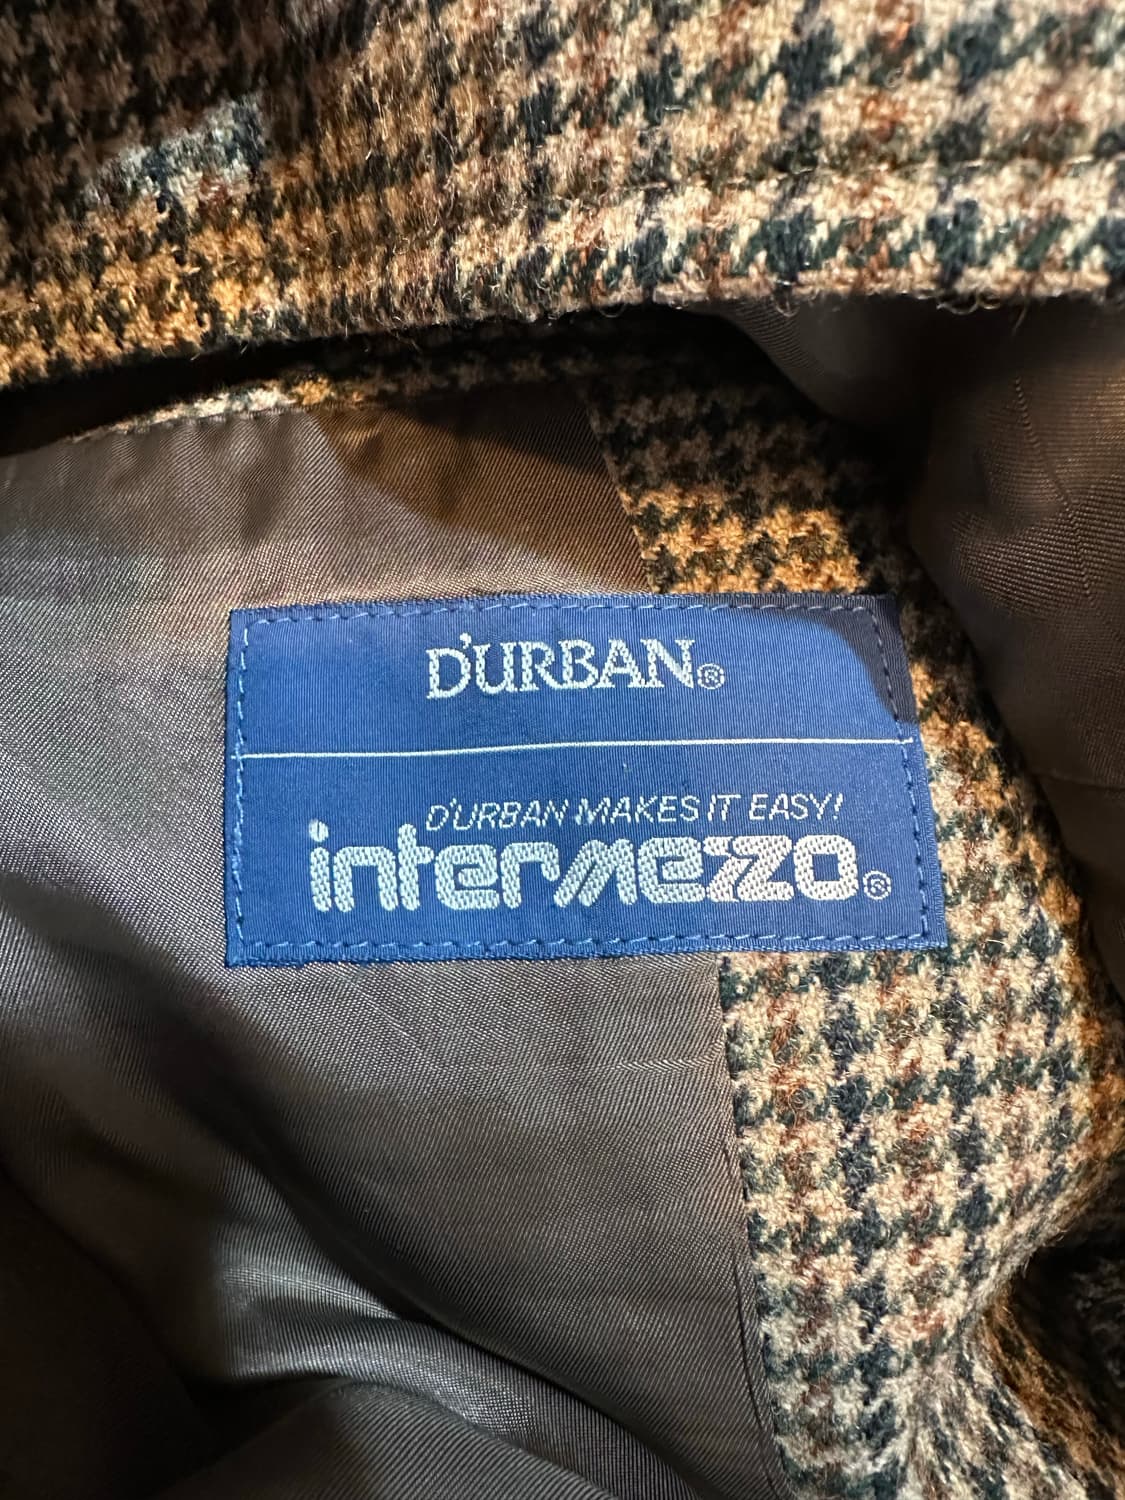 D'URBAN®
D'URBAN MAKES IT EASY!
intermezzo®